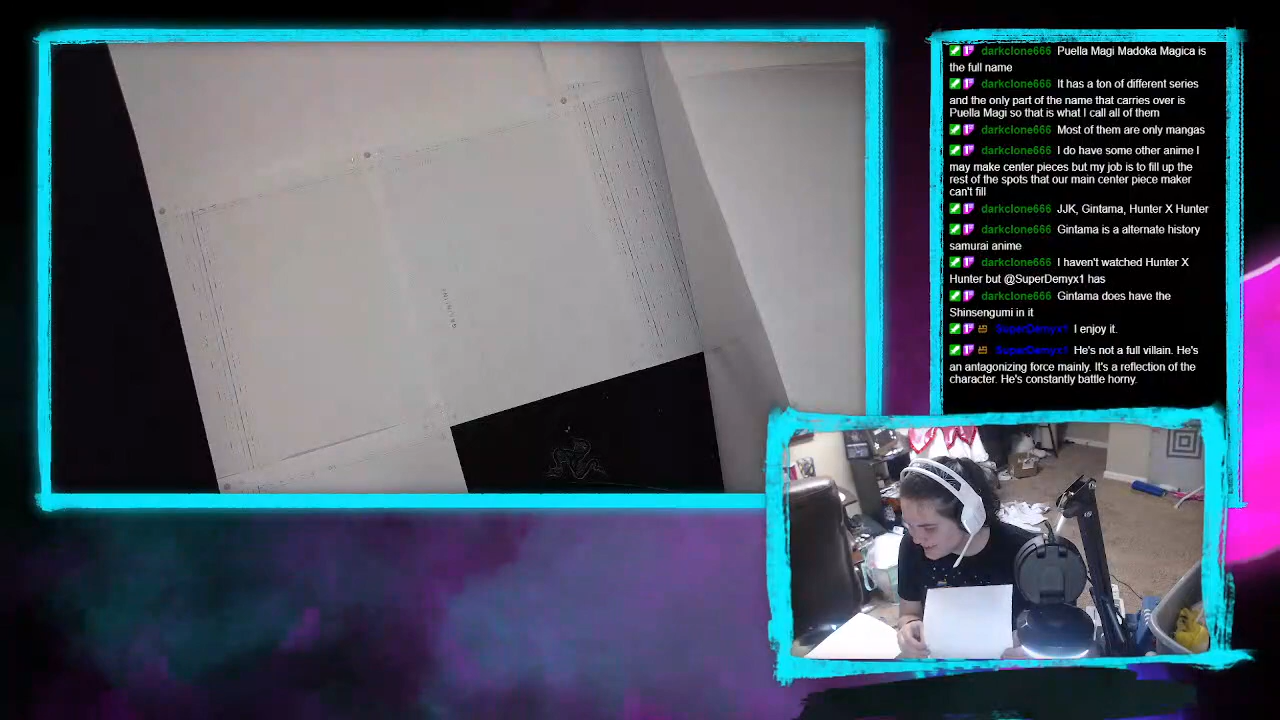 darkclone666 Puella Magi Madoka Magica is
the full name
darkclone666 It has a ton of different series
and the only part of the name that carries over is
Puella Magi so that is what I call all of them
darkclone666 Most of them are only mangas
darkclone666 I do have some other anime I
may make center pieces but my job is to fill up the
rest of the spots that our main center piece maker
can't fill
darkclone666 JJK, Gintama, Hunter X Hunter
darkclone666 Gintama is a alternate history
samurai anime
darkclone666 I haven't watched Hunter X
Hunter but @SuperDemyx1 has
darkclone666 Gintama does have the
Shinsengumi in it
SuperDemyx1 I enjoy it.
SuperDemyx1 He's not a full villain. He's
an antagonizing force mainly. It's a reflection of the
character. He's constantly battle horny.